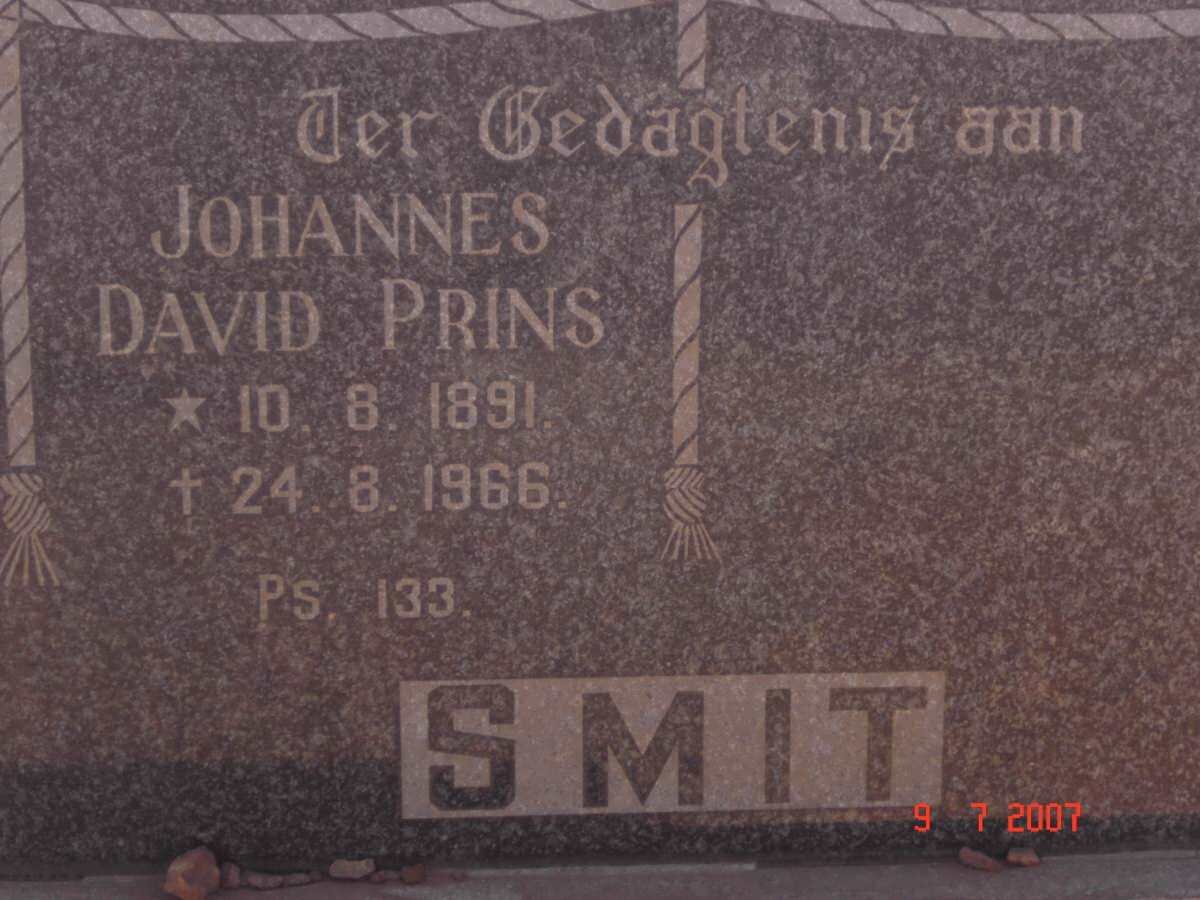 Ter Gedagtenis aan
JOHANNES
DAVID PRINS
★ 10. 8. 1891.
† 24. 8. 1966.
Ps. 133.
SMIT
9 7 2007